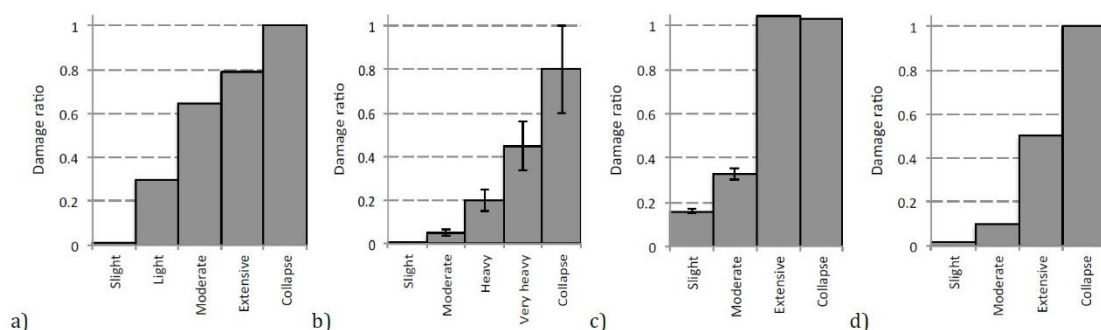 Damage ratio
1
0.8
0.6
0.4
0.2
0
Slight
Light
Moderate
Extensive
Collapse
a)
Damage ratio
1
0.8
0.6
0.4
0.2
0
Slight
Moderate
Heavy
Very heavy
Collapse
b)
Damage ratio
1
0.8
0.6
0.4
0.2
0
Slight
Moderate
Extensive
Collapse
c)
Damage ratio
1
0.8
0.6
0.4
0.2
0
Slight
Moderate
Extensive
Collapse
d)